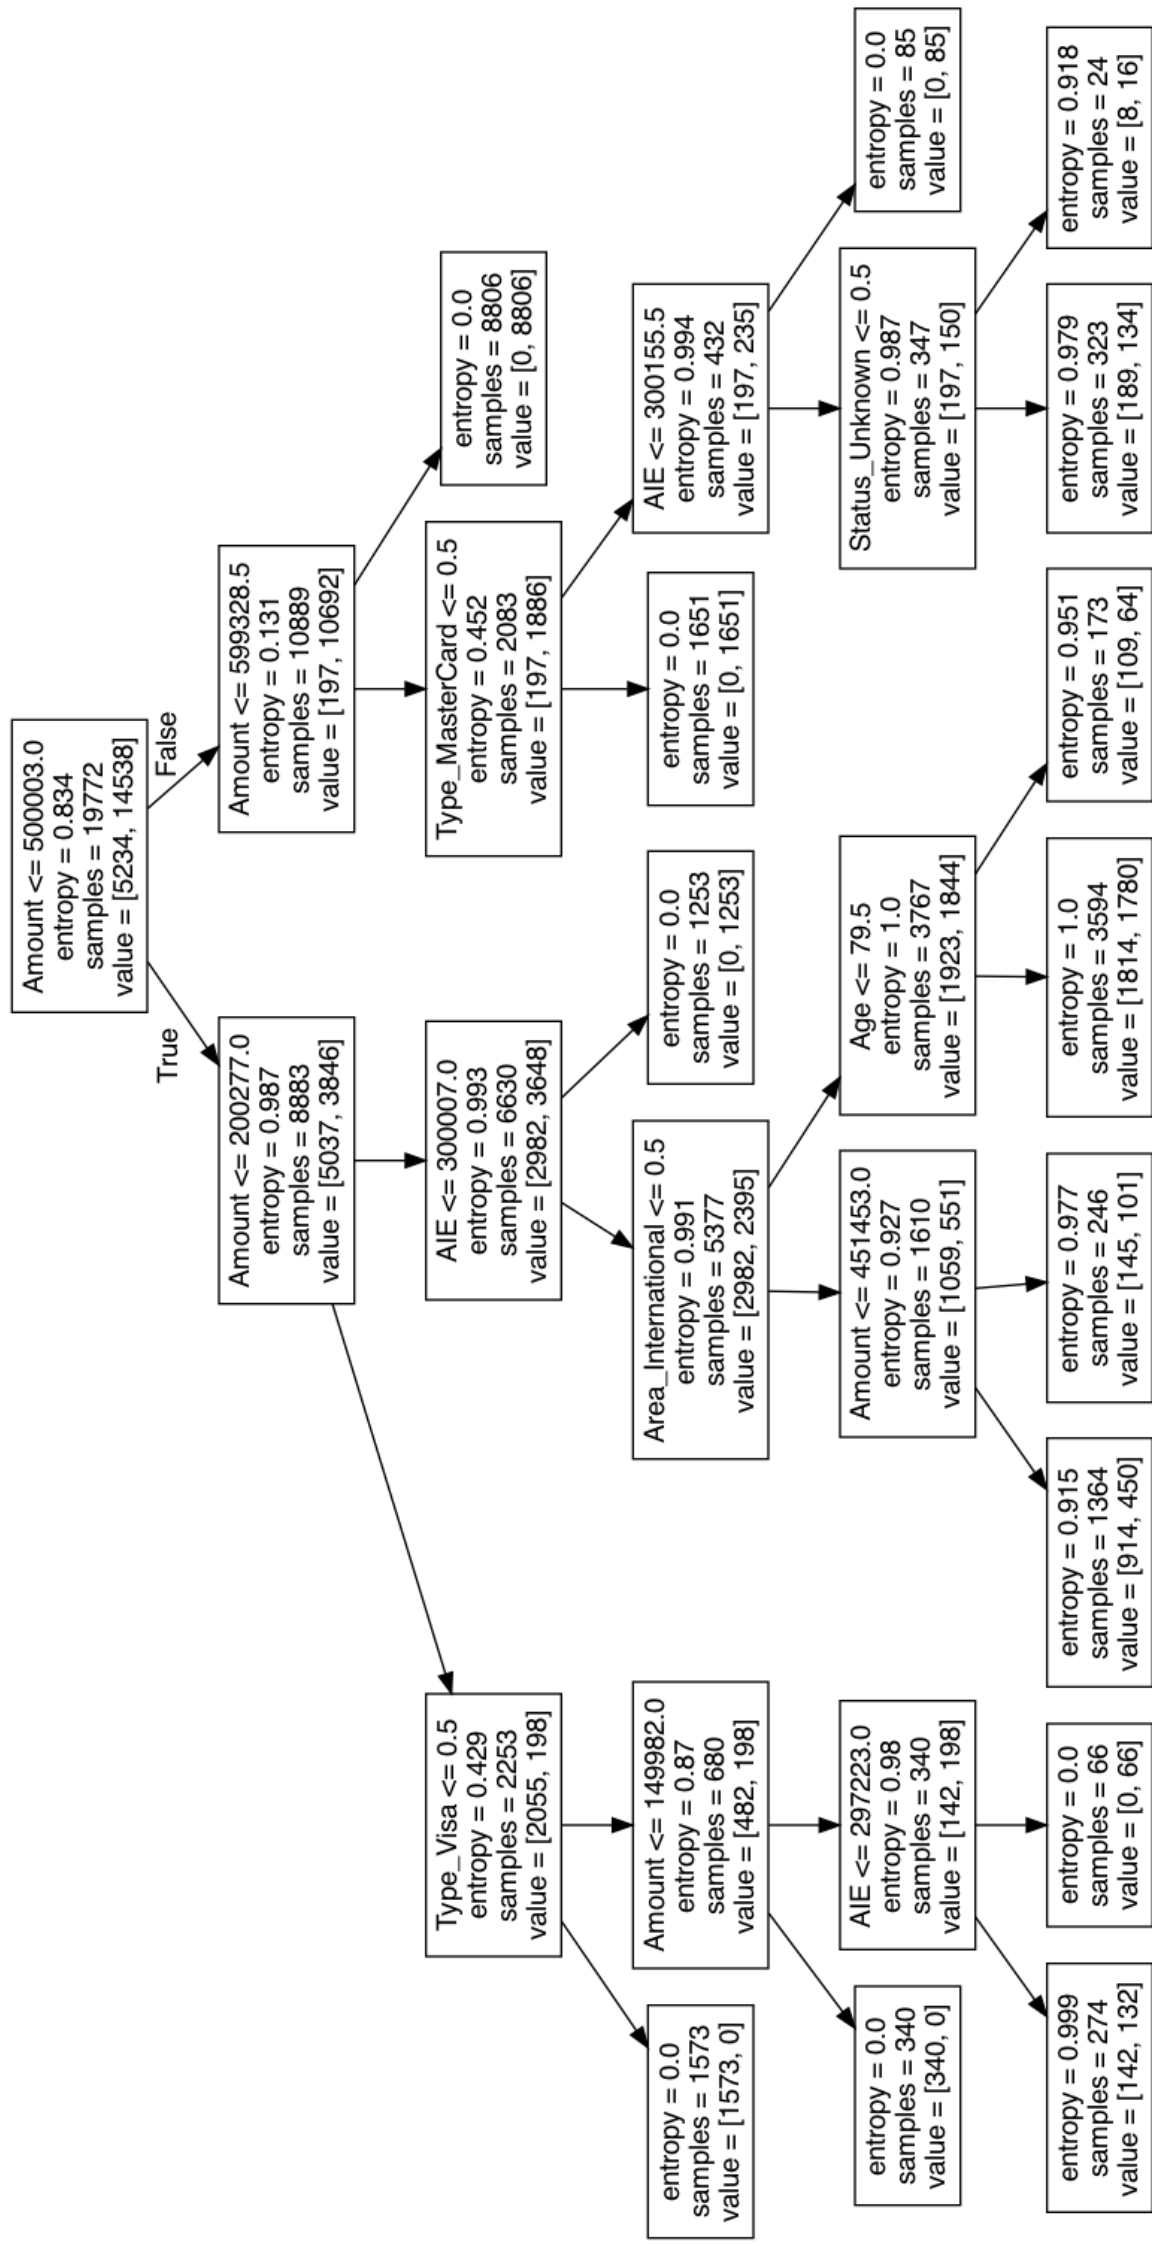 Amount <= 500003.0
entropy = 0.834
samples = 19772
value = [5234, 14538]
True
False
Amount <= 200277.0
entropy = 0.987
samples = 8883
value = [5037, 3846]
Amount <= 599328.5
entropy = 0.131
samples = 10889
value = [197, 10692]
Type_Visa <= 0.5
entropy = 0.429
samples = 2253
value = [2055, 198]
AIE <= 300007.0
entropy = 0.993
samples = 6630
value = [2982, 3648]
Type_MasterCard <= 0.5
entropy = 0.452
samples = 2083
value = [197, 1886]
entropy = 0.0
samples = 8806
value = [0, 8806]
entropy = 0.0
samples = 1573
value = [1573, 0]
Amount <= 149982.0
entropy = 0.87
samples = 680
value = [482, 198]
Area_International <= 0.5
entropy = 0.991
samples = 5377
value = [2982, 2395]
entropy = 0.0
samples = 1253
value = [0, 1253]
entropy = 0.0
samples = 1651
value = [0, 1651]
AIE <= 300155.5
entropy = 0.994
samples = 432
value = [197, 235]
entropy = 0.0
samples = 340
value = [340, 0]
AIE <= 297223.0
entropy = 0.98
samples = 340
value = [142, 198]
Amount <= 451453.0
entropy = 0.927
samples = 1610
value = [1059, 551]
Age <= 79.5
entropy = 1.0
samples = 3767
value = [1923, 1844]
Status_Unknown <= 0.5
entropy = 0.987
samples = 347
value = [197, 150]
entropy = 0.0
samples = 85
value = [0, 85]
entropy = 0.999
samples = 274
value = [142, 132]
entropy = 0.0
samples = 66
value = [0, 66]
entropy = 0.915
samples = 1364
value = [914, 450]
entropy = 0.977
samples = 246
value = [145, 101]
entropy = 1.0
samples = 3594
value = [1814, 1780]
entropy = 0.951
samples = 173
value = [109, 64]
entropy = 0.979
samples = 323
value = [189, 134]
entropy = 0.918
samples = 24
value = [8, 16]